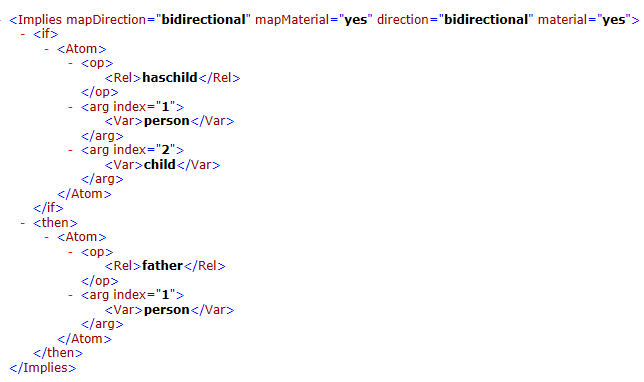 - <Implies mapDirection="bidirectional" mapMaterial="yes" direction="bidirectional" material="yes">
- <if>
- <Atom>
- <op>
<Rel>haschild</Rel>
</op>
- <arg index="1">
<Var>person</Var>
</arg>
- <arg index="2">
<Var>child</Var>
</arg>
</Atom>
</if>
- <then>
- <Atom>
- <op>
<Rel>father</Rel>
</op>
- <arg index="1">
<Var>person</Var>
</arg>
</Atom>
</then>
</Implies>